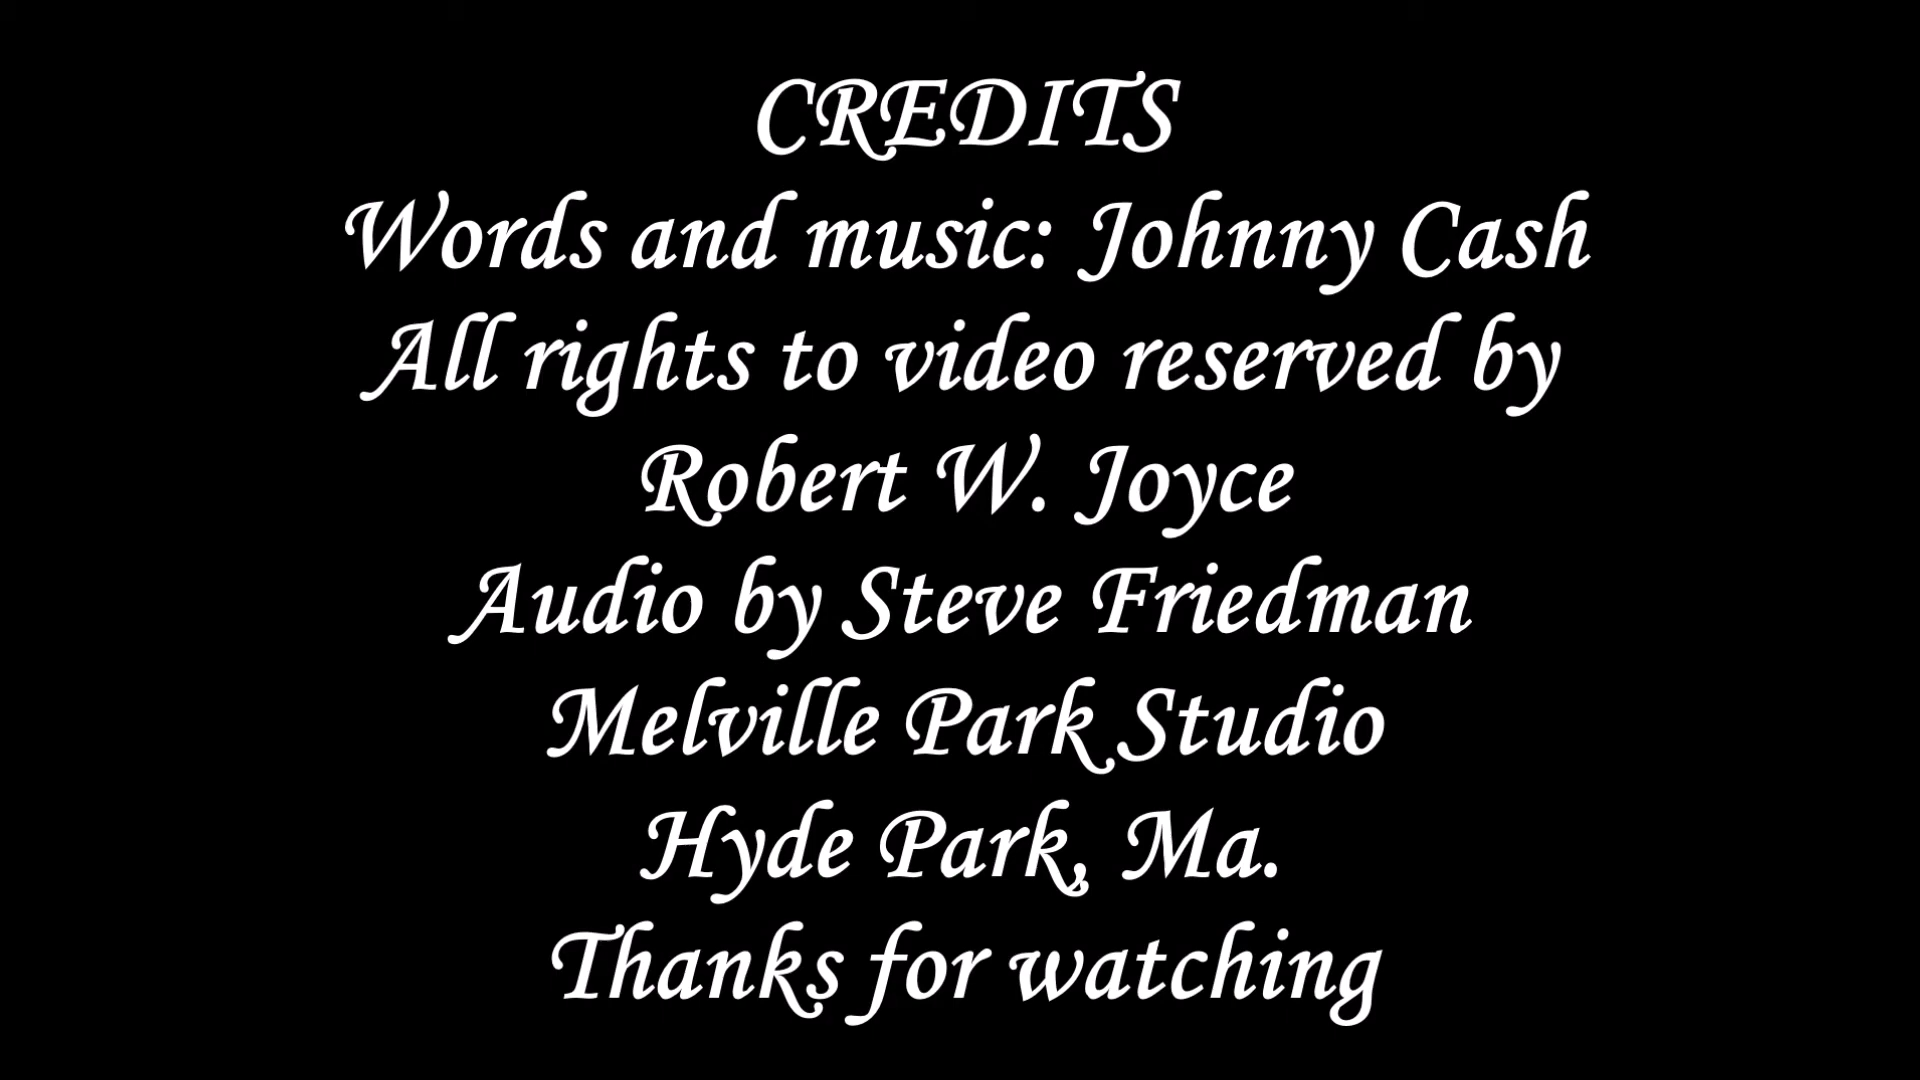 CREDITS
Words and music: Johnny Cash
All rights to video reserved by
Robert W. Joyce
Audio by Steve Friedman
Melville Park Studio
Hyde Park, Ma.
Thanks for watching